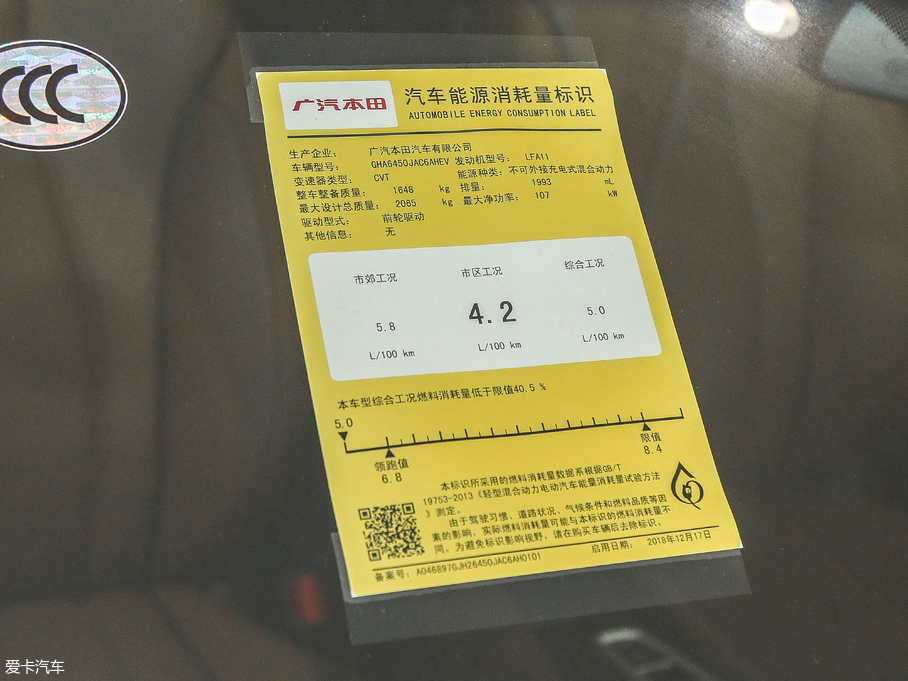 CCC
广汽本田
汽车能源消耗量标识
AUTOMOBILE ENERGY CONSUMPTION LABEL
生产企业： 广汽本田汽车有限公司
车辆型号： GHA6450JAC6AHEV 发动机型号： LFA11
变速器类型： CVT 能源种类：不可外接充电式混合动力
整车整备质量： 1648 kg 排量： 1993 mL
最大设计总质量： 2065 kg 最大净功率： 107 kW
驱动型式： 前轮驱动
其他信息： 无
市郊工况 市区工况 综合工况
5.8 4.2 5.0
L/100 km L/100 km L/100 km
本车型综合工况燃料消耗量低于限值40.5 %
5.0
领跑值 限值
6.8 8.4
本标识所采用的燃料消耗量数据系根据GB/T
19753-2013《轻型混合动力电动汽车能量消耗量试验方法
》测定。
由于驾驶习惯、道路状况、气候条件和燃料品质等因
素的影响，实际燃料消耗量可能与本标识的燃料消耗量不
同。为避免标识影响视野，请在购买车辆后去除标识。
备案号： A046897GJH26450JAC6AH0101 启用日期： 2018年12月17日
爱卡汽车